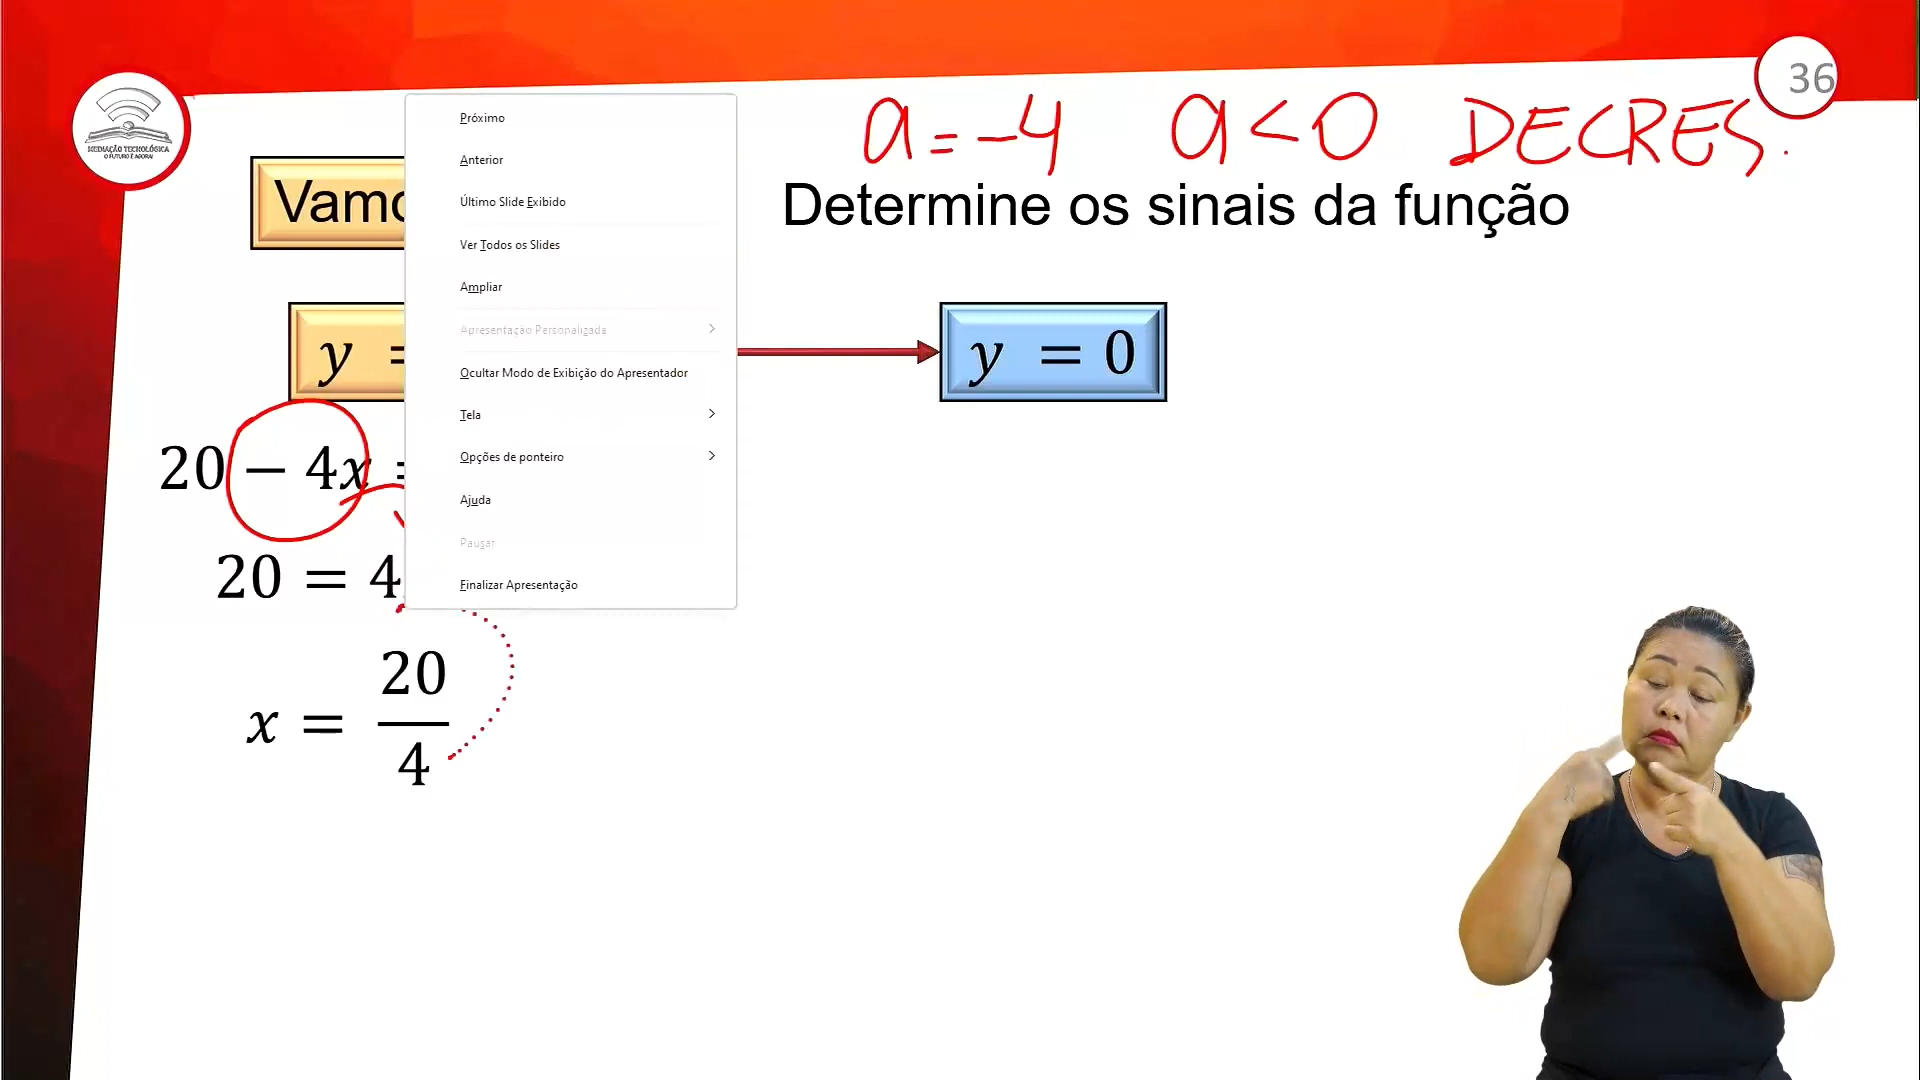 36
MEDIAÇÃO TECNOLÓGICA
O FUTURO É AGORA!
a = -4 a < 0 DECRES.
Vamo
Determine os sinais da função
y =
y = 0
20 − 4x =
20 = 4
x = 20/4
Próximo
Anterior
Último Slide Exibido
Ver Todos os Slides
Ampliar
Apresentação Personalizada
Ocultar Modo de Exibição do Apresentador
Tela
Opções de ponteiro
Ajuda
Pausar
Finalizar Apresentação